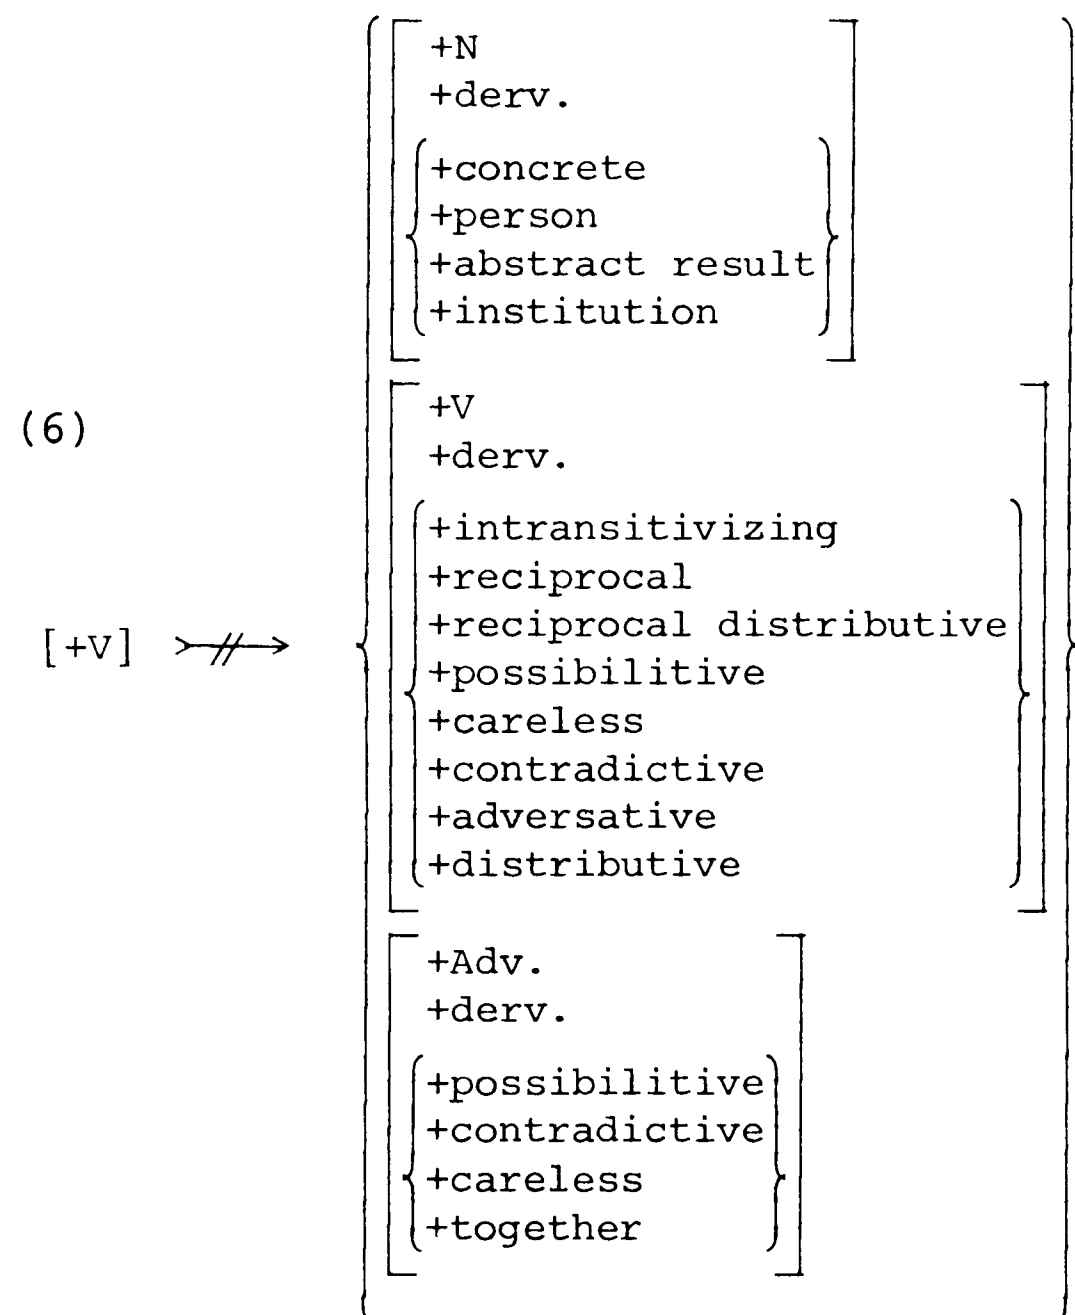 +N
+derv.
+concrete
+person
+abstract result
+institution
(6)
+V
+derv.
+intransitivizing
+reciprocal
+reciprocal distributive
[+V] >-//->
+possibilitive
+careless
+contradictive
+adversative
+distributive
+Adv.
+derv.
+possibilitive
+contradictive
+careless
+together